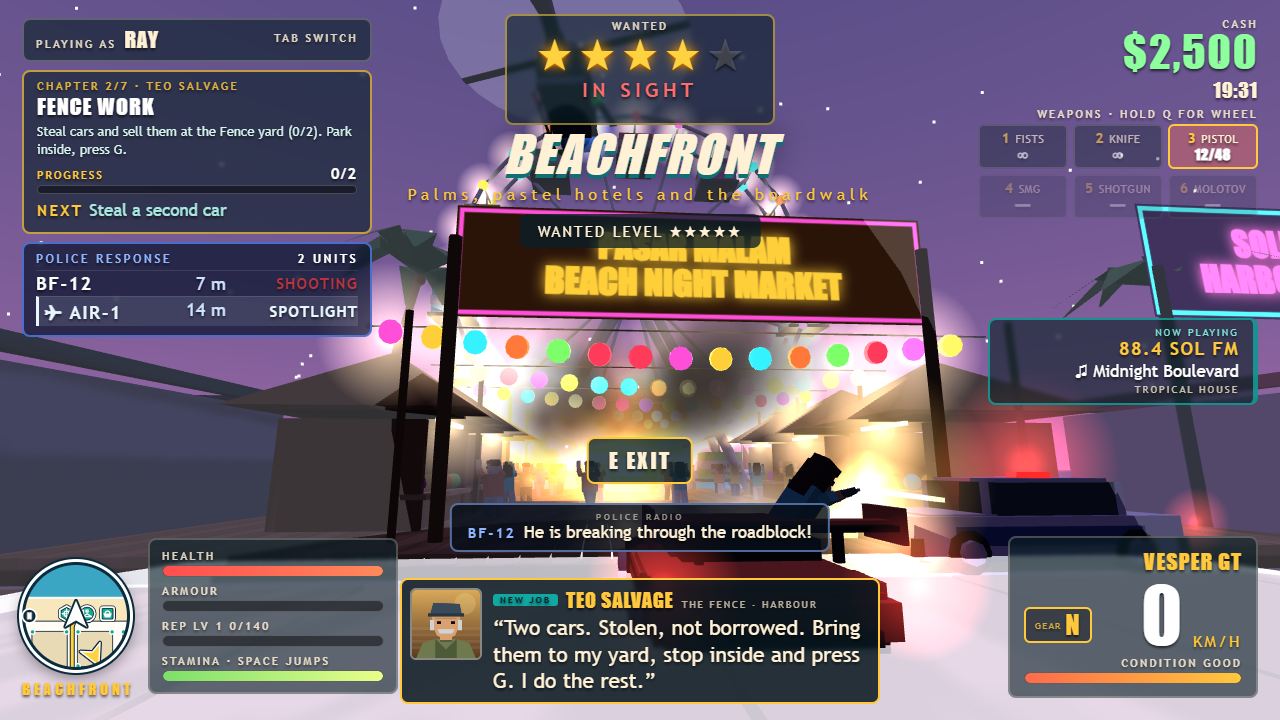 PLAYING AS RAY
TAB SWITCH
CHAPTER 2/7 · TEO SALVAGE
FENCE WORK
Steal cars and sell them at the Fence yard (0/2). Park inside, press G.
PROGRESS 0/2
NEXT Steal a second car
POLICE RESPONSE 2 UNITS
BF-12 7 m SHOOTING
AIR-1 14 m SPOTLIGHT
WANTED
IN SIGHT
BEACHFRONT
Palms, pastel hotels and the boardwalk
WANTED LEVEL ★★★★★
PASAR MALAM
BEACH NIGHT MARKET
CASH
$2,500
19:31
WEAPONS · HOLD Q FOR WHEEL
1 FISTS ∞
2 KNIFE ∞
3 PISTOL 12/48
4 SMG —
5 SHOTGUN —
6 MOLOTOV —
NOW PLAYING
88.4 SOL FM
♫ Midnight Boulevard
TROPICAL HOUSE
E EXIT
POLICE RADIO
BF-12 He is breaking through the roadblock!
NEW JOB TEO SALVAGE THE FENCE · HARBOUR
“Two cars. Stolen, not borrowed. Bring
them to my yard, stop inside and press
G. I do the rest.”
HEALTH
ARMOUR
REP LV 1 0/140
STAMINA · SPACE JUMPS
BEACHFRONT
VESPER GT
GEAR N
0 KM/H
CONDITION GOOD